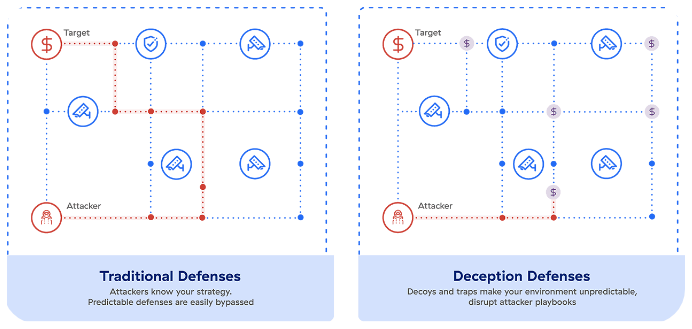 Target
$
Attacker
Traditional Defenses
Attackers know your strategy.
Predictable defenses are easily bypassed
Target
$
$
$
$
$
$
Attacker
Deception Defenses
Decoys and traps make your environment unpredictable,
disrupt attacker playbooks